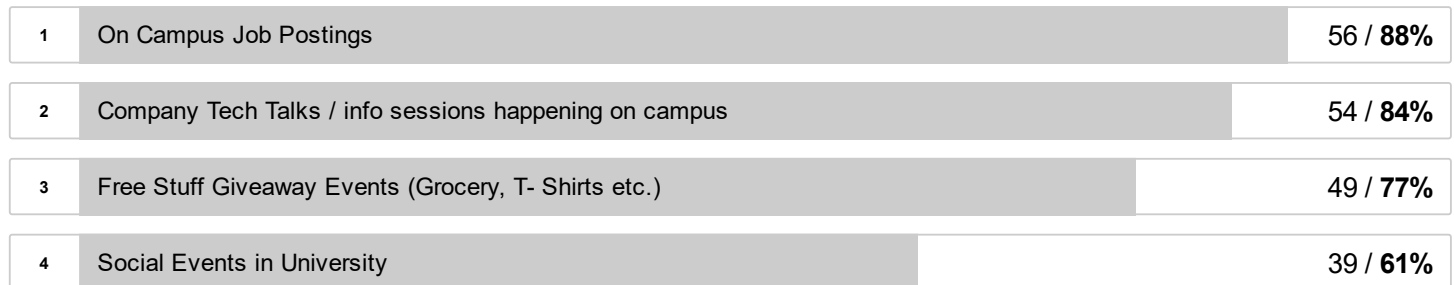 1 On Campus Job Postings 56 / 88%
2 Company Tech Talks / info sessions happening on campus 54 / 84%
3 Free Stuff Giveaway Events (Grocery, T- Shirts etc.) 49 / 77%
4 Social Events in University 39 / 61%